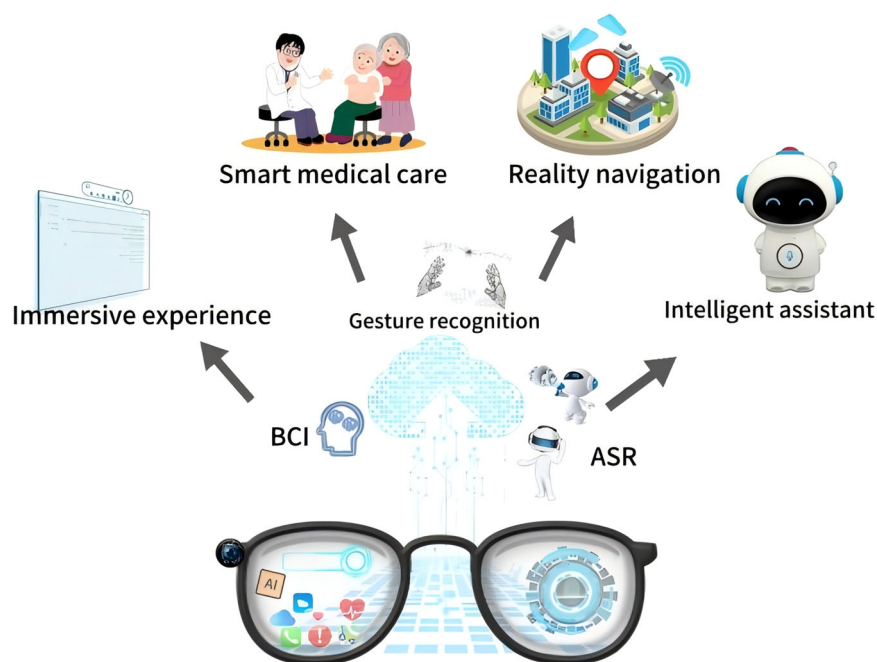 Smart medical care
Reality navigation
Immersive experience
Gesture recognition
Intelligent assistant
BCI
ASR
AI